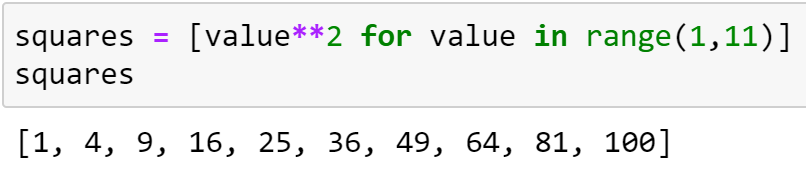 squares = [value**2 for value in range(1,11)]
squares
[1, 4, 9, 16, 25, 36, 49, 64, 81, 100]